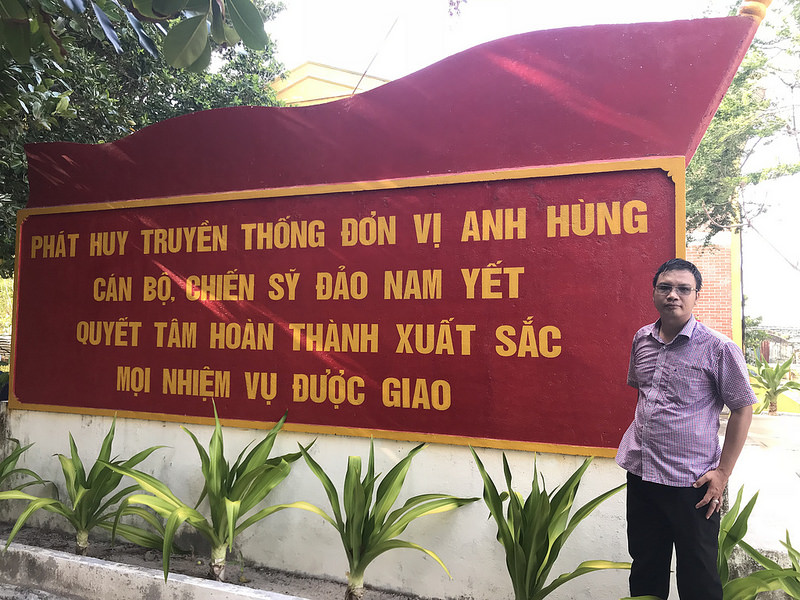 PHÁT HUY TRUYỀN THỐNG ĐƠN VỊ ANH HÙNG
CÁN BỘ, CHIẾN SỸ ĐẢO NAM YẾT
QUYẾT TÂM HOÀN THÀNH XUẤT SẮC
MỌI NHIỆM VỤ ĐƯỢC GIAO